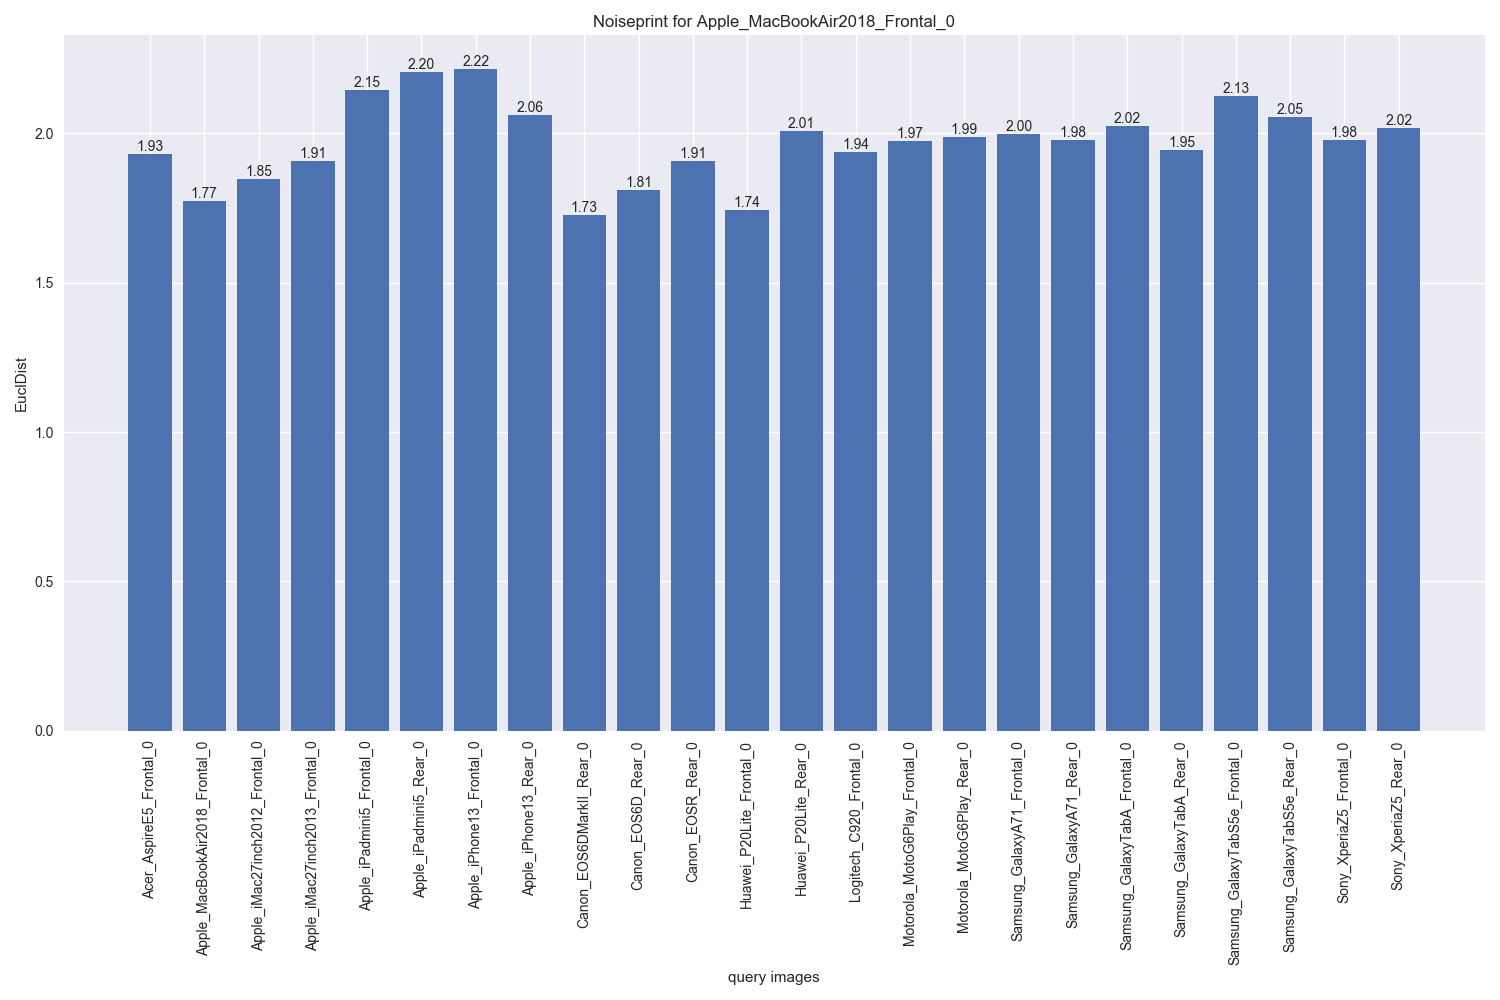 Noiseprint for Apple_MacBookAir2018_Frontal_0
EuclDist
2.0
1.5
1.0
0.5
0.0
1.93
1.77
1.85
1.91
2.15
2.20
2.22
2.06
1.73
1.81
1.91
1.74
2.01
1.94
1.97
1.99
2.00
1.98
2.02
1.95
2.13
2.05
1.98
2.02
Acer_AspireE5_Frontal_0
Apple_MacBookAir2018_Frontal_0
Apple_iMac27inch2012_Frontal_0
Apple_iMac27inch2013_Frontal_0
Apple_iPadmini5_Frontal_0
Apple_iPadmini5_Rear_0
Apple_iPhone13_Frontal_0
Apple_iPhone13_Rear_0
Canon_EOS6DMarkII_Rear_0
Canon_EOS6D_Rear_0
Canon_EOSR_Rear_0
Huawei_P20Lite_Frontal_0
Huawei_P20Lite_Rear_0
Logitech_C920_Frontal_0
Motorola_MotoG6Play_Frontal_0
Motorola_MotoG6Play_Rear_0
Samsung_GalaxyA71_Frontal_0
Samsung_GalaxyA71_Rear_0
Samsung_GalaxyTabA_Frontal_0
Samsung_GalaxyTabA_Rear_0
Samsung_GalaxyTabS5e_Frontal_0
Samsung_GalaxyTabS5e_Rear_0
Sony_XperiaZ5_Frontal_0
Sony_XperiaZ5_Rear_0
query images